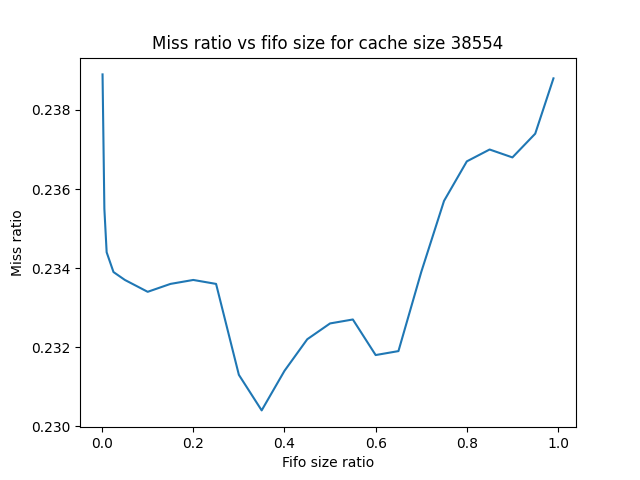 Miss ratio vs fifo size for cache size 38554
0.238
0.236
0.234
0.232
0.230
Miss ratio
0.0 0.2 0.4 0.6 0.8 1.0
Fifo size ratio